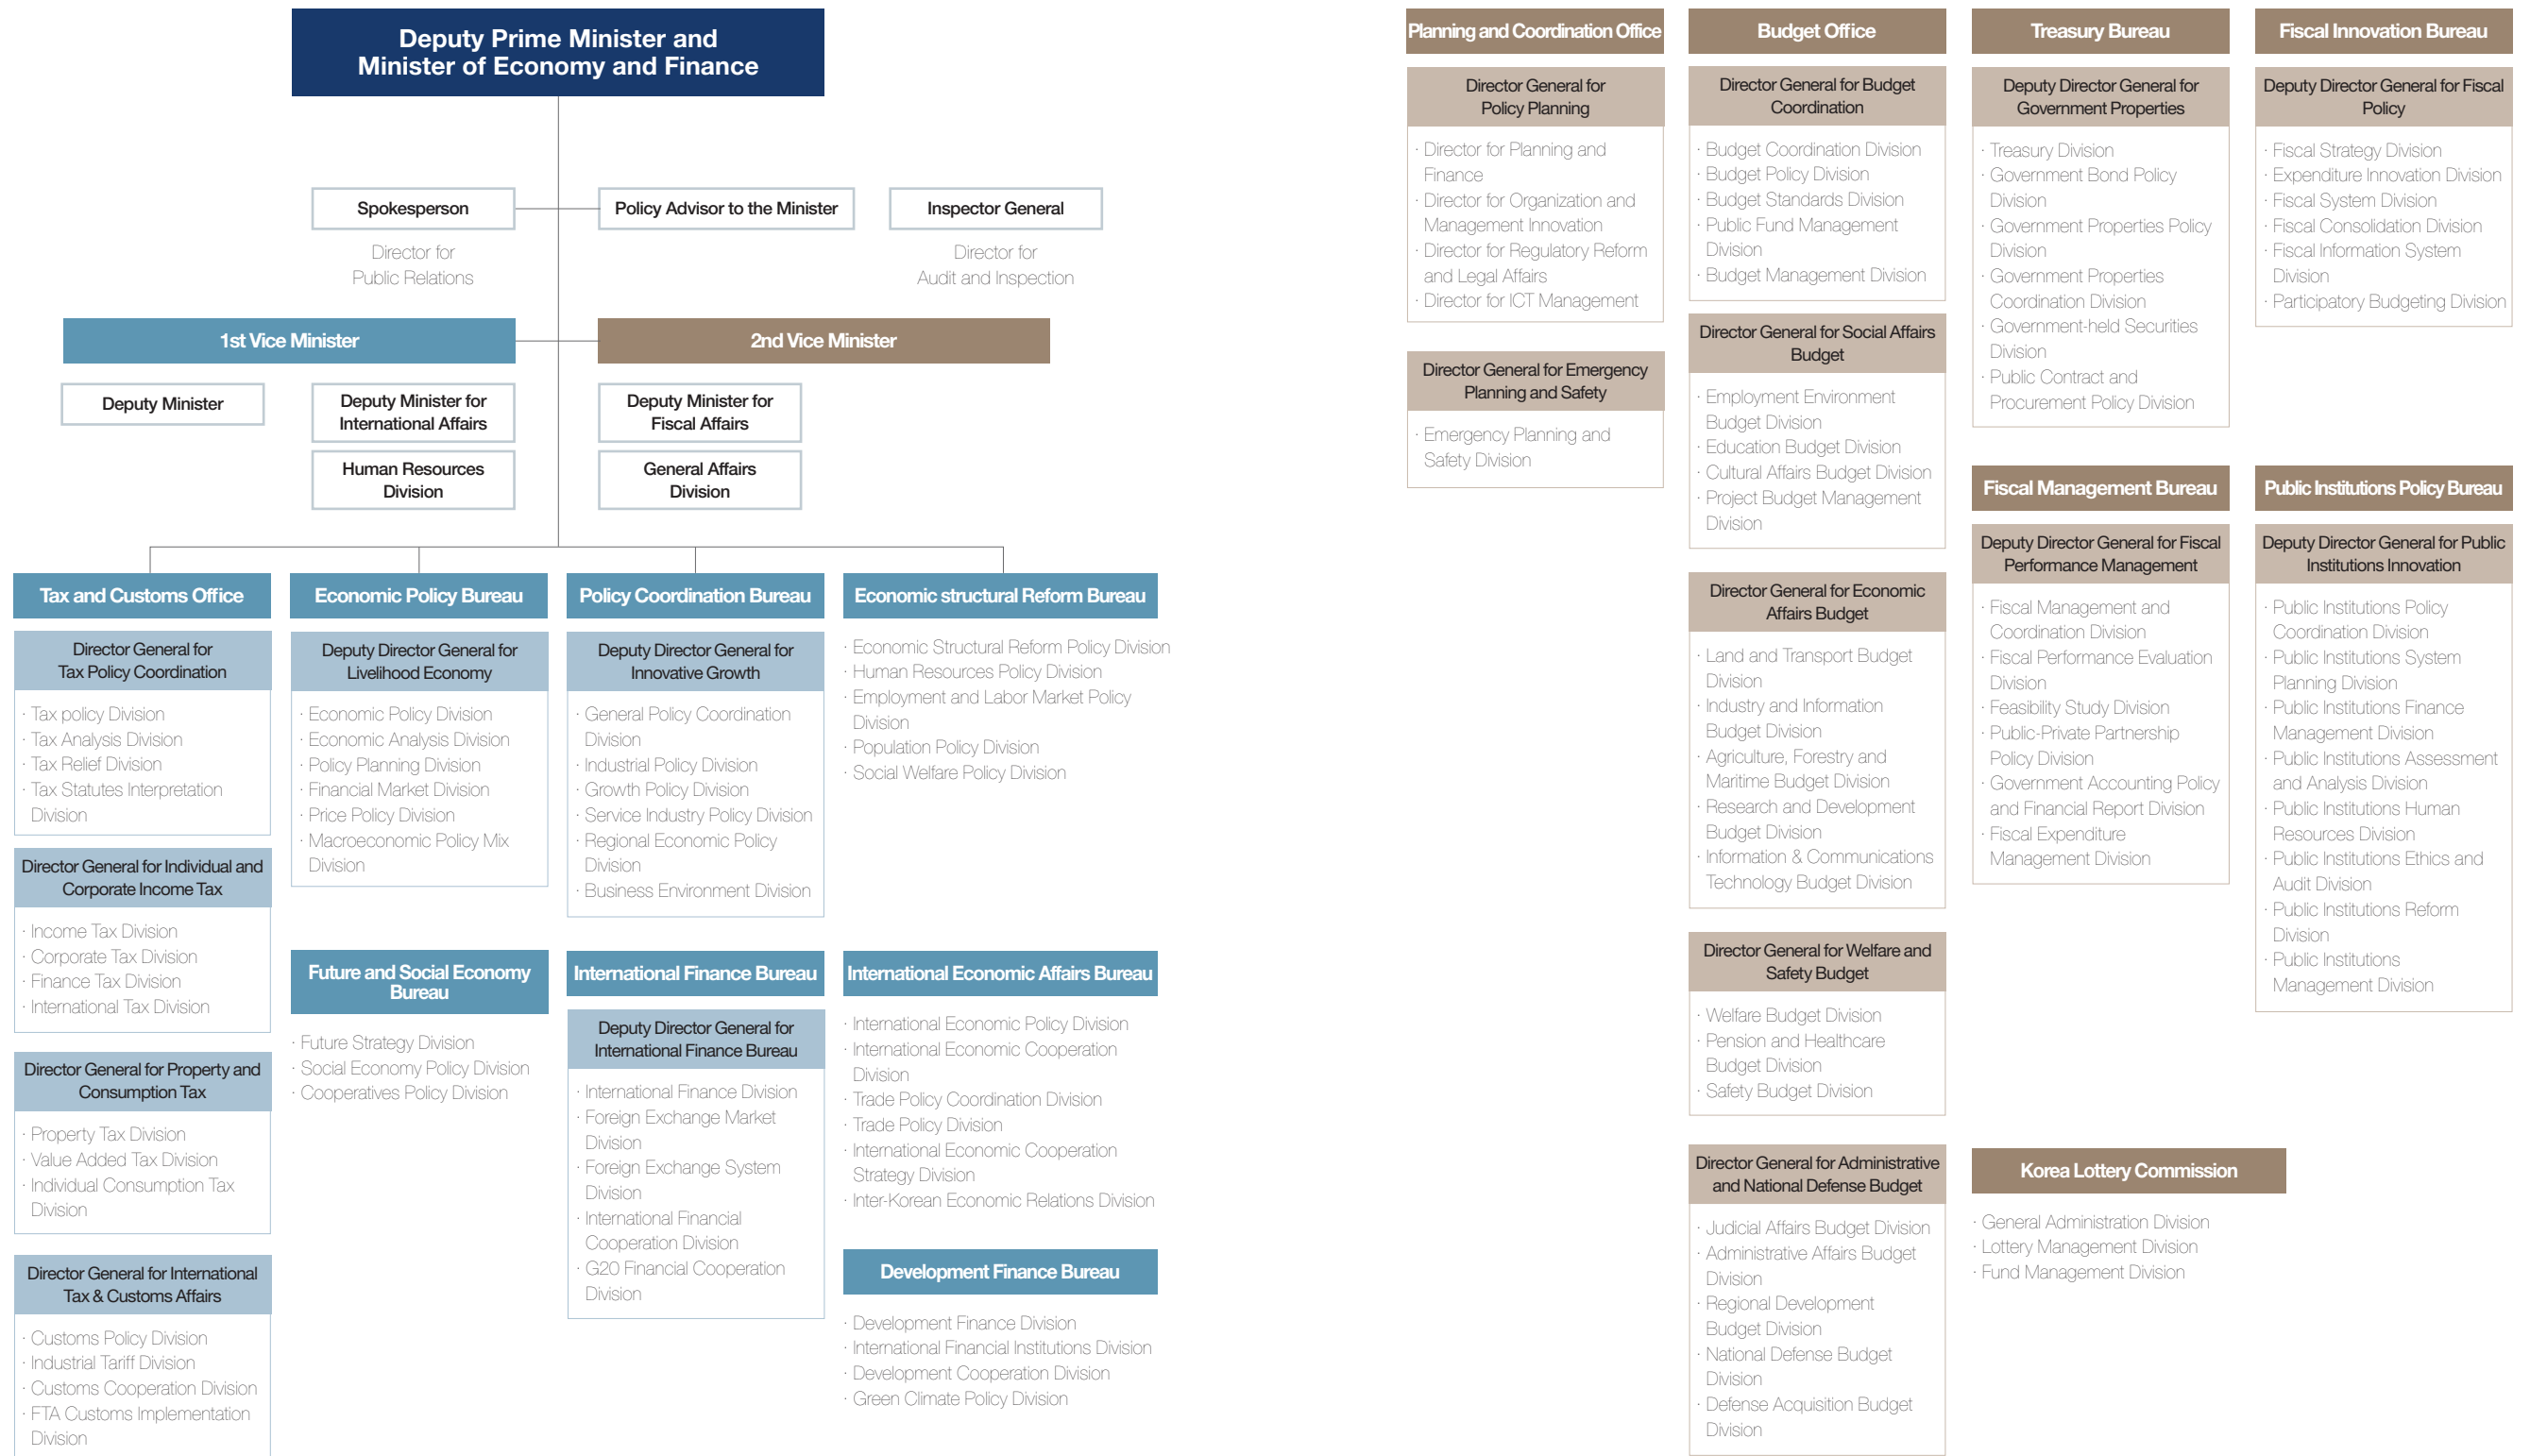 Deputy Prime Minister and
Minister of Economy and Finance
Spokesperson
Policy Advisor to the Minister
Inspector General
Director for
Public Relations
Director for
Audit and Inspection
1st Vice Minister
2nd Vice Minister
Deputy Minister
Deputy Minister for
International Affairs
Deputy Minister for
Fiscal Affairs
Human Resources
Division
General Affairs
Division
Tax and Customs Office
Director General for
Tax Policy Coordination
· Tax policy Division
· Tax Analysis Division
· Tax Relief Division
· Tax Statutes Interpretation
Division
Director General for Individual and
Corporate Income Tax
· Income Tax Division
· Corporate Tax Division
· Finance Tax Division
· International Tax Division
Director General for Property and
Consumption Tax
· Property Tax Division
· Value Added Tax Division
· Individual Consumption Tax
Division
Director General for International
Tax & Customs Affairs
· Customs Policy Division
· Industrial Tariff Division
· Customs Cooperation Division
· FTA Customs Implementation
Division
Economic Policy Bureau
Deputy Director General for
Livelihood Economy
· Economic Policy Division
· Economic Analysis Division
· Policy Planning Division
· Financial Market Division
· Price Policy Division
· Macroeconomic Policy Mix
Division
Future and Social Economy
Bureau
· Future Strategy Division
· Social Economy Policy Division
· Cooperatives Policy Division
Policy Coordination Bureau
Deputy Director General for
Innovative Growth
· General Policy Coordination
Division
· Industrial Policy Division
· Growth Policy Division
· Service Industry Policy Division
· Regional Economic Policy
Division
· Business Environment Division
International Finance Bureau
Deputy Director General for
International Finance Bureau
· International Finance Division
· Foreign Exchange Market
Division
· Foreign Exchange System
Division
· International Financial
Cooperation Division
· G20 Financial Cooperation
Division
Economic structural Reform Bureau
· Economic Structural Reform Policy Division
· Human Resources Policy Division
· Employment and Labor Market Policy
Division
· Population Policy Division
· Social Welfare Policy Division
International Economic Affairs Bureau
· International Economic Policy Division
· International Economic Cooperation
Division
· Trade Policy Coordination Division
· Trade Policy Division
· International Economic Cooperation
Strategy Division
· Inter-Korean Economic Relations Division
Development Finance Bureau
· Development Finance Division
· International Financial Institutions Division
· Development Cooperation Division
· Green Climate Policy Division
Planning and Coordination Office
Director General for
Policy Planning
· Director for Planning and
Finance
· Director for Organization and
Management Innovation
· Director for Regulatory Reform
and Legal Affairs
· Director for ICT Management
Director General for Emergency
Planning and Safety
· Emergency Planning and
Safety Division
Budget Office
Director General for Budget
Coordination
· Budget Coordination Division
· Budget Policy Division
· Budget Standards Division
· Public Fund Management
Division
· Budget Management Division
Director General for Social Affairs
Budget
· Employment Environment
Budget Division
· Education Budget Division
· Cultural Affairs Budget Division
· Project Budget Management
Division
Director General for Economic
Affairs Budget
· Land and Transport Budget
Division
· Industry and Information
Budget Division
· Agriculture, Forestry and
Maritime Budget Division
· Research and Development
Budget Division
· Information & Communications
Technology Budget Division
Director General for Welfare and
Safety Budget
· Welfare Budget Division
· Pension and Healthcare
Budget Division
· Safety Budget Division
Director General for Administrative
and National Defense Budget
· Judicial Affairs Budget Division
· Administrative Affairs Budget
Division
· Regional Development
Budget Division
· National Defense Budget
Division
· Defense Acquisition Budget
Division
Treasury Bureau
Deputy Director General for
Government Properties
· Treasury Division
· Government Bond Policy
Division
· Government Properties Policy
Division
· Government Properties
Coordination Division
· Government-held Securities
Division
· Public Contract and
Procurement Policy Division
Fiscal Management Bureau
Deputy Director General for Fiscal
Performance Management
· Fiscal Management and
Coordination Division
· Fiscal Performance Evaluation
Division
· Feasibility Study Division
· Public-Private Partnership
Policy Division
· Government Accounting Policy
and Financial Report Division
· Fiscal Expenditure
Management Division
Korea Lottery Commission
· General Administration Division
· Lottery Management Division
· Fund Management Division
Fiscal Innovation Bureau
Deputy Director General for Fiscal
Policy
· Fiscal Strategy Division
· Expenditure Innovation Division
· Fiscal System Division
· Fiscal Consolidation Division
· Fiscal Information System
Division
· Participatory Budgeting Division
Public Institutions Policy Bureau
Deputy Director General for Public
Institutions Innovation
· Public Institutions Policy
Coordination Division
· Public Institutions System
Planning Division
· Public Institutions Finance
Management Division
· Public Institutions Assessment
and Analysis Division
· Public Institutions Human
Resources Division
· Public Institutions Ethics and
Audit Division
· Public Institutions Reform
Division
· Public Institutions
Management Division